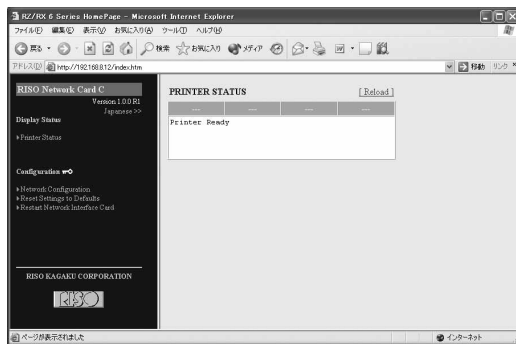 RZ/RX 6 Series HomePage - Microsoft Internet Explorer
ファイル(F) 編集(E) 表示(V) お気に入り(A) ツール(T) ヘルプ(H)
戻る 検索 お気に入り メディア
アドレス(D) http://192.168.8.12/index.htm 移動 リンク
RISO Network Card C
Version 1.0.0 R1
Japanese >>
Display Status
Printer Status
Configuration
Network Configuration
Reset Settings to Defaults
Restart Network Interface Card
RISO KAGAKU CORPORATION
RISO
PRINTER STATUS [ Reload ]
--- --- --- ---
Printer Ready
ページが表示されました インターネット